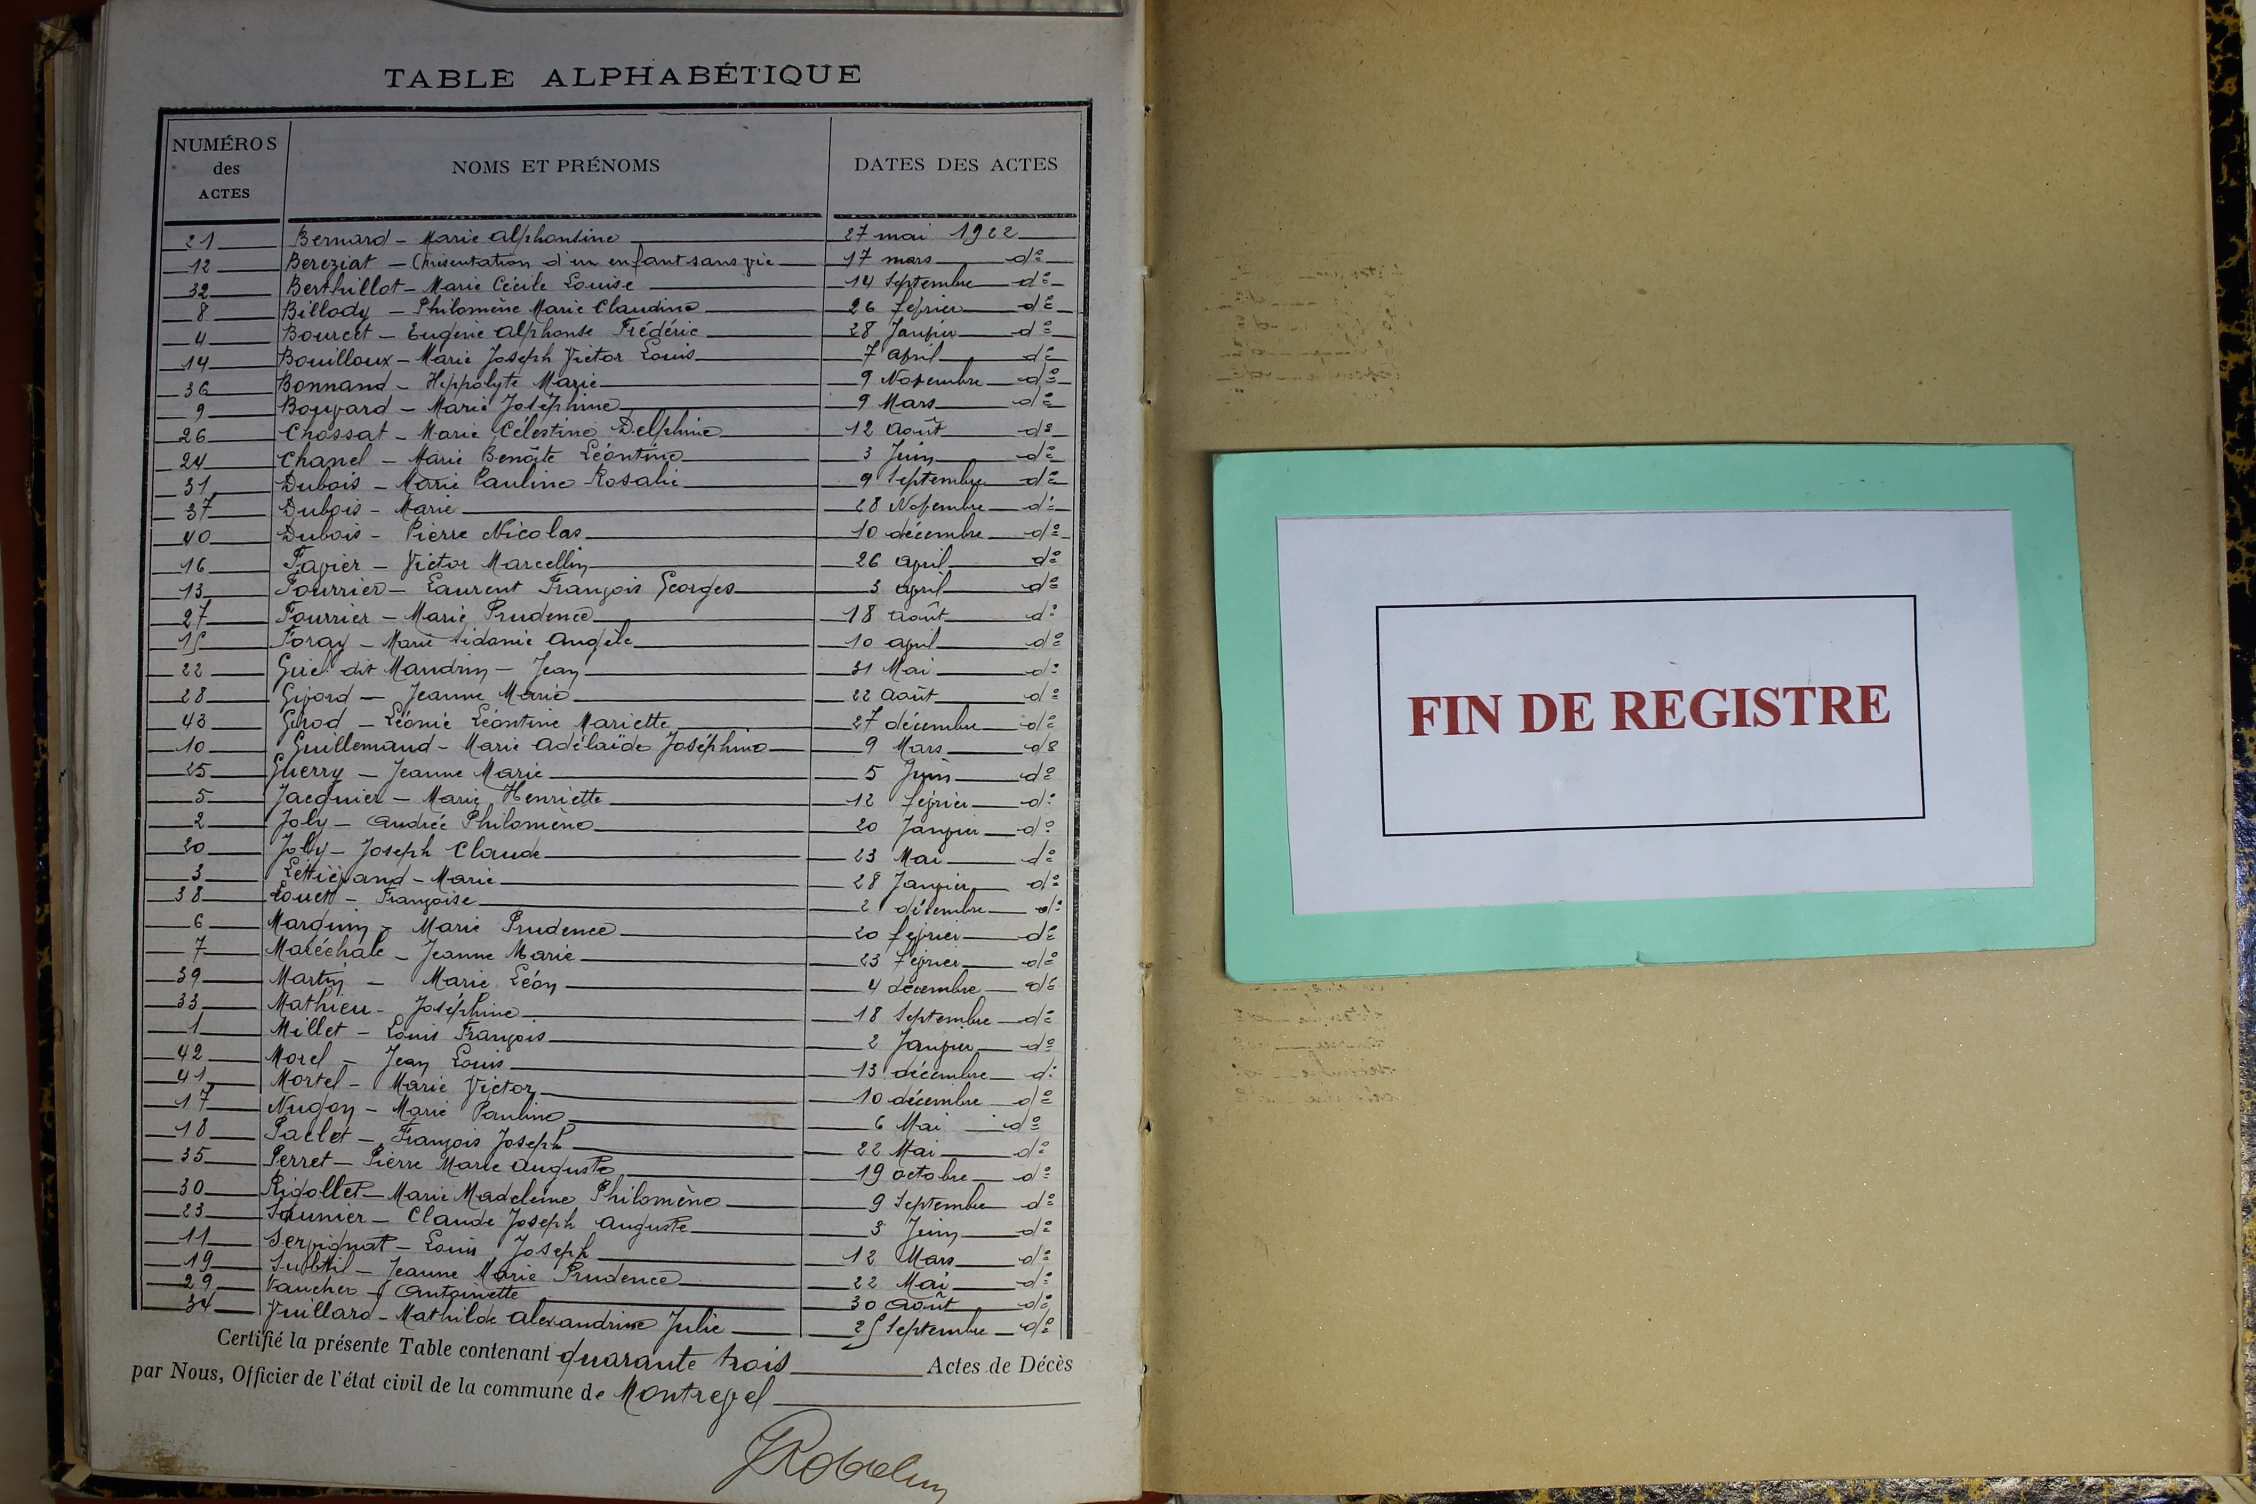 TABLE ALPHABÉTIQUE
NUMÉROS des ACTES NOMS ET PRÉNOMS DATES DES ACTES
21 Bernard - Marie Alphonsine 27 mai 1922
12 Bereziat - Présentation d'un enfant sans vie 17 mars d°
32 Berthillot - Marie Cécile Louise 14 Septembre d°
8 Billody - Philomène Marie Claudine 26 février d°
4 Bourcet - Eugène Alphonse Frédéric 28 Janvier d°
14 Bouilloux - Marie Joseph Victor Louis 7 avril d°
36 Bonnand - Hippolyte Marie 9 Novembre d°
9 Bouvard - Marie Joséphine 9 Mars d°
26 Chossat - Marie Célestine Delphine 12 Août d°
24 Chanel - Marie Benoîte Léontine 3 Juin d°
31 Dubois - Marie Pauline Rosalie 9 Septembre d°
37 Dubois - Marie 28 Novembre d°
40 Dubois - Pierre Nicolas 10 décembre d°
16 Favier - Victor Marcellin 26 avril d°
13 Fourrier - Laurent François Georges 3 avril d°
27 Fourrier - Marie Prudence 18 Août d°
15 Foray - Marie Sidonie Angèle 10 avril d°
22 dit Mandrin - Jean 31 Mai d°
28 Givord - Jeanne Marie 22 Août d°
43 Girod - Léonie Léontine Mariette 27 décembre d°
10 Guillemaud - Marie Adélaïde Joséphine 9 Mars d°
25 Guerry - Jeanne Marie 5 Juin d°
5 Jacquier - Marie Henriette 12 février d°
2 Joly - Andrée Philomène 20 Janvier d°
20 Joly - Joseph Claude 23 Mai d°
3 - Marie 28 Janvier d°
38 - Françoise 2 décembre d°
6 Marguin - Marie Prudence 20 février d°
7 Maréchale - Jeanne Marie 23 février d°
39 Martin - Marie Léon 4 décembre d°
33 Mathieu - Joséphine 18 Septembre d°
1 Millet - Louis François 2 Janvier d°
42 Morel - Jean Louis 13 décembre d°
41 Mortel - Marie Victor 10 décembre d°
17 Nugon - Marie Pauline 6 Mai d°
18 Paclet - François Joseph 22 Mai d°
35 Perret - Pierre Marie Auguste 19 octobre d°
30 Rigollet - Marie Madeleine Philomène 9 Septembre d°
23 Saunier - Claude Joseph Auguste 3 Juin d°
11 Servignat - Louis Joseph 12 Mars d°
19 Subtil - Jeanne Marie Prudence 22 Mai d°
29 Vaucher - Antoinette 30 Août d°
34 Vuillard - Mathilde Alexandrine Julie 25 Septembre d°
Certifié la présente Table contenant quarante trois Actes de Décès
par Nous, Officier de l'état civil de la commune de Montrevel
FIN DE REGISTRE